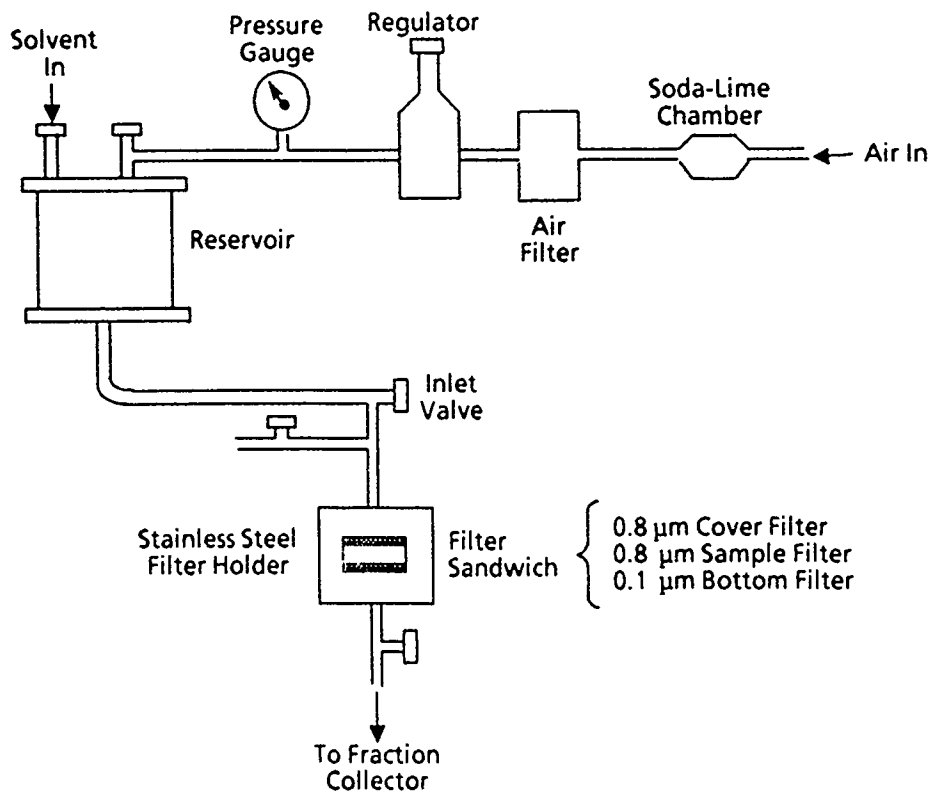 Solvent
In
Pressure
Gauge
Regulator
Soda-Lime
Chamber
Air In
Air
Filter
Reservoir
Inlet
Valve
Stainless Steel
Filter Holder
Filter
Sandwich
0.8 µm Cover Filter
0.8 µm Sample Filter
0.1 µm Bottom Filter
To Fraction
Collector